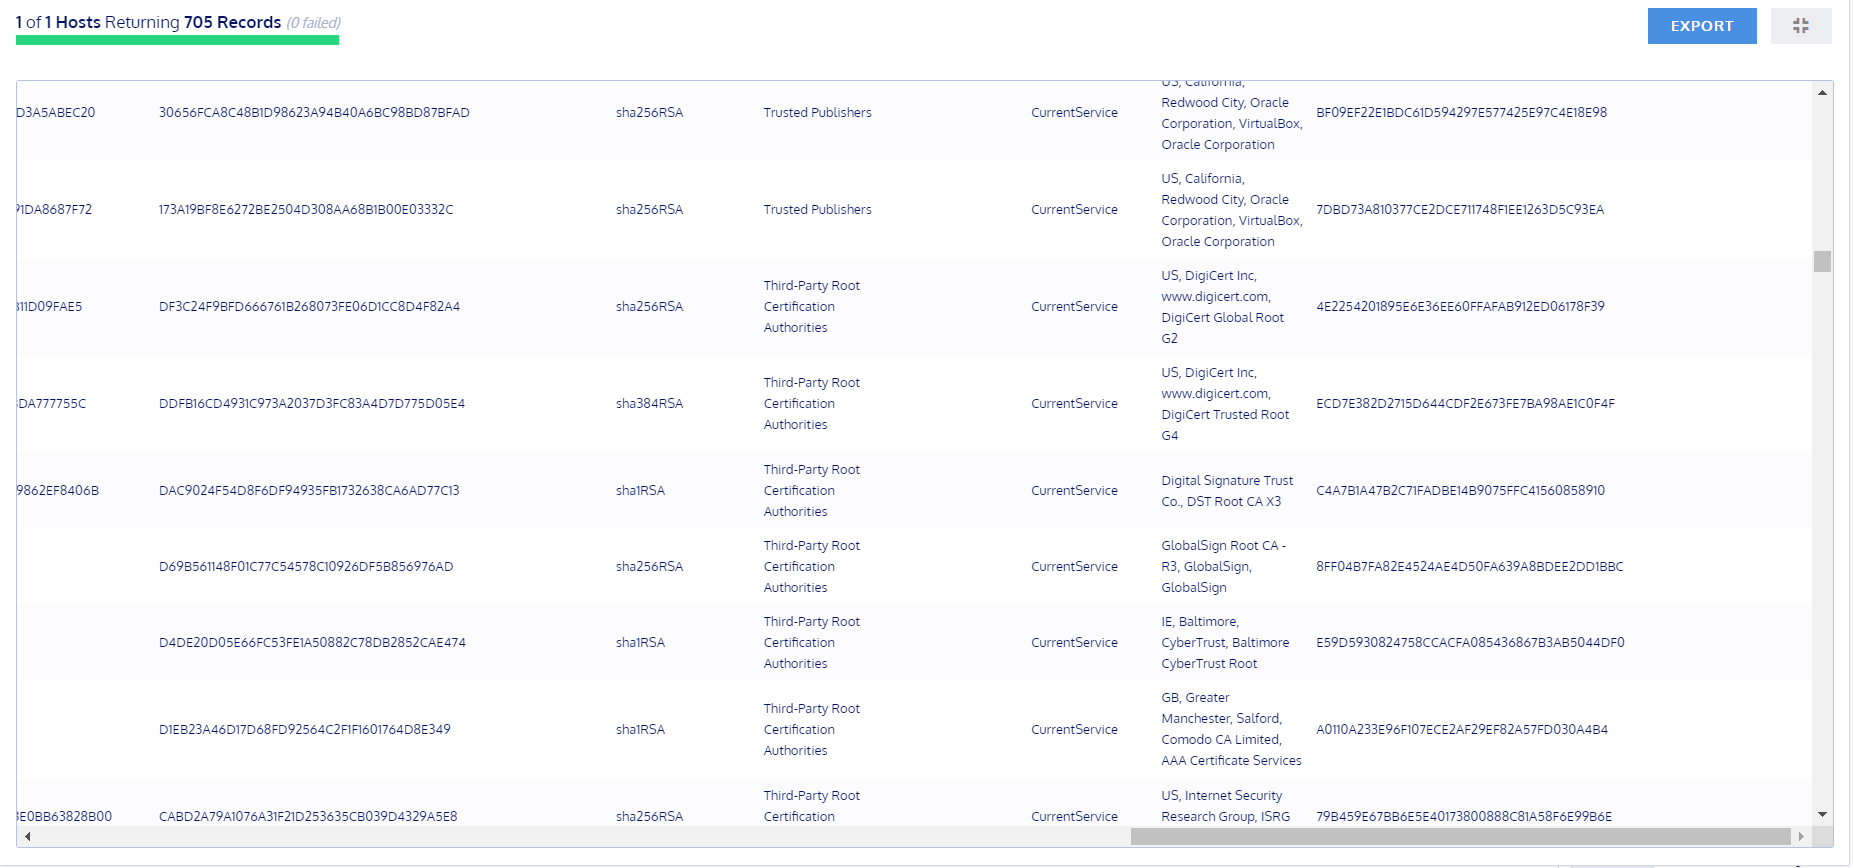 1 of 1 Hosts Returning 705 Records (0 failed)
EXPORT
US, California,
Redwood City, Oracle
D3A5ABEC20 30656FCA8C48B1D98623A94B40A6BC98BD87BFAD sha256RSA Trusted Publishers CurrentService Corporation, VirtualBox, BF09EF22E1BDC61D594297E577425E97C4E18E98
Oracle Corporation
US, California,
Redwood City, Oracle
91DA8687F72 173A19BF8E6272BE2504D308AA68B1B00E03332C sha256RSA Trusted Publishers CurrentService Corporation, VirtualBox, 7DBD73A810377CE2DCE711748F1EE1263D5C93EA
Oracle Corporation
Third-Party Root US, DigiCert Inc,
Certification www.digicert.com,
311D09FAE5 DF3C24F9BFD666761B268073FE06D1CC8D4F82A4 sha256RSA Authorities CurrentService DigiCert Global Root 4E2254201895E6E36EE60FFAFAB912ED06178F39
G2
Third-Party Root US, DigiCert Inc,
Certification www.digicert.com,
DA777755C DDFB16CD4931C973A2037D3FC83A4D7D775D05E4 sha384RSA Authorities CurrentService DigiCert Trusted Root ECD7E382D2715D644CDF2E673FE7BA98AE1C0F4F
G4
Third-Party Root
Certification Digital Signature Trust
9862EF8406B DAC9024F54D8F6DF94935FB1732638CA6AD77C13 sha1RSA Authorities CurrentService Co., DST Root CA X3 C4A7B1A47B2C71FADBE14B9075FFC41560858910
Third-Party Root GlobalSign Root CA -
D69B561148F01C77C54578C10926DF5B856976AD sha256RSA Certification CurrentService R3, GlobalSign, 8FF04B7FA82E4524AE4D50FA639A8BDEE2DD1BBC
Authorities GlobalSign
Third-Party Root IE, Baltimore,
D4DE20D05E66FC53FE1A50882C78DB2852CAE474 sha1RSA Certification CurrentService CyberTrust, Baltimore E59D5930824758CCACFA085436867B3AB5044DF0
Authorities CyberTrust Root
Third-Party Root GB, Greater
Certification Manchester, Salford,
D1EB23A46D17D68FD92564C2F1F1601764D8E349 sha1RSA Authorities CurrentService Comodo CA Limited, A0110A233E96F107ECE2AF29EF82A57FD030A4B4
AAA Certificate Services
Third-Party Root US, Internet Security
E0BB63828B00 CABD2A79A1076A31F21D253635CB039D4329A5E8 sha256RSA Certification CurrentService Research Group, ISRG 79B459E67BB6E5E40173800888C81A58F6E99B6E